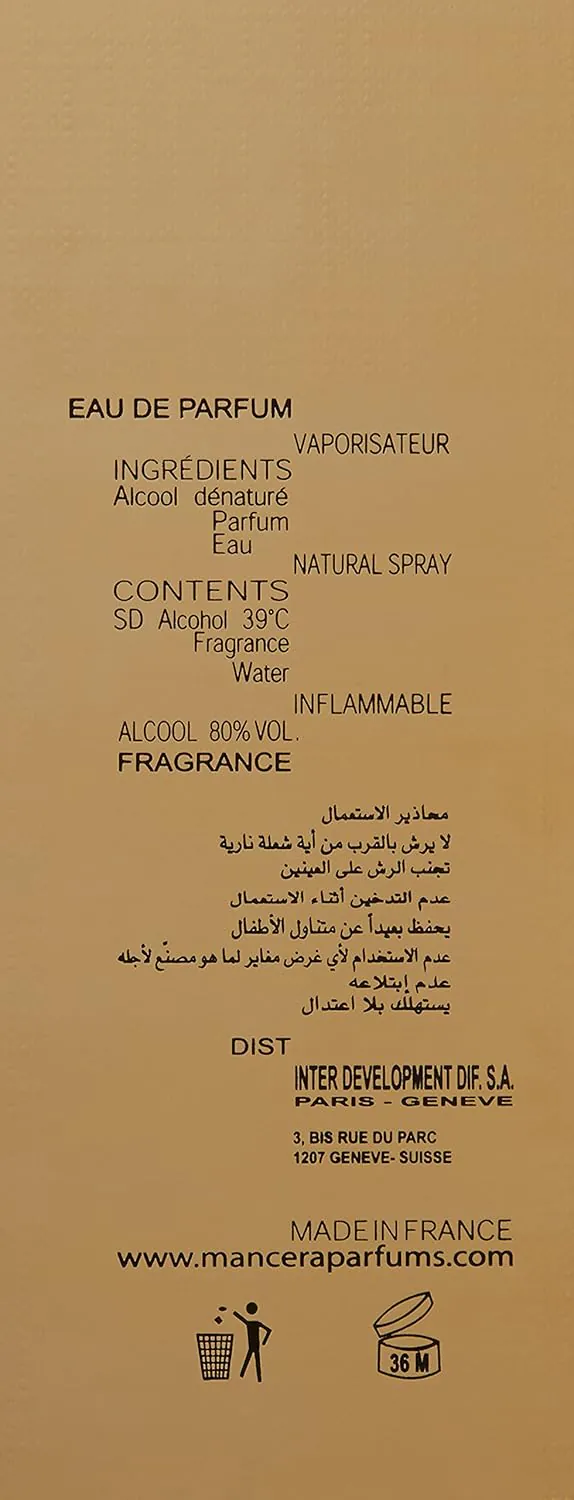 EAU DE PARFUM
VAPORISATEUR
INGRÉDIENTS
Alcool dénaturé
Parfum
Eau
NATURAL SPRAY
CONTENTS
SD Alcohol 39°C
Fragrance
Water
INFLAMMABLE
ALCOOL 80% VOL.
FRAGRANCE
محاذير الاستعمال
لا يرش بالقرب من أية شعلة نارية
تجنب الرش على العينين
عدم التدخين أثناء الاستعمال
يحفظ بعيداً عن متناول الأطفال
عدم الاستخدام لأي غرض مغاير لما هو مصنّع لأجله
عدم إبتلاعه
يستهلك بلا اعتدال
DIST
INTER DEVELOPMENT DIF. S.A.
PARIS - GENEVE
3, BIS RUE DU PARC
1207 GENEVE- SUISSE
MADE IN FRANCE
www.manceraparfums.com
36 M